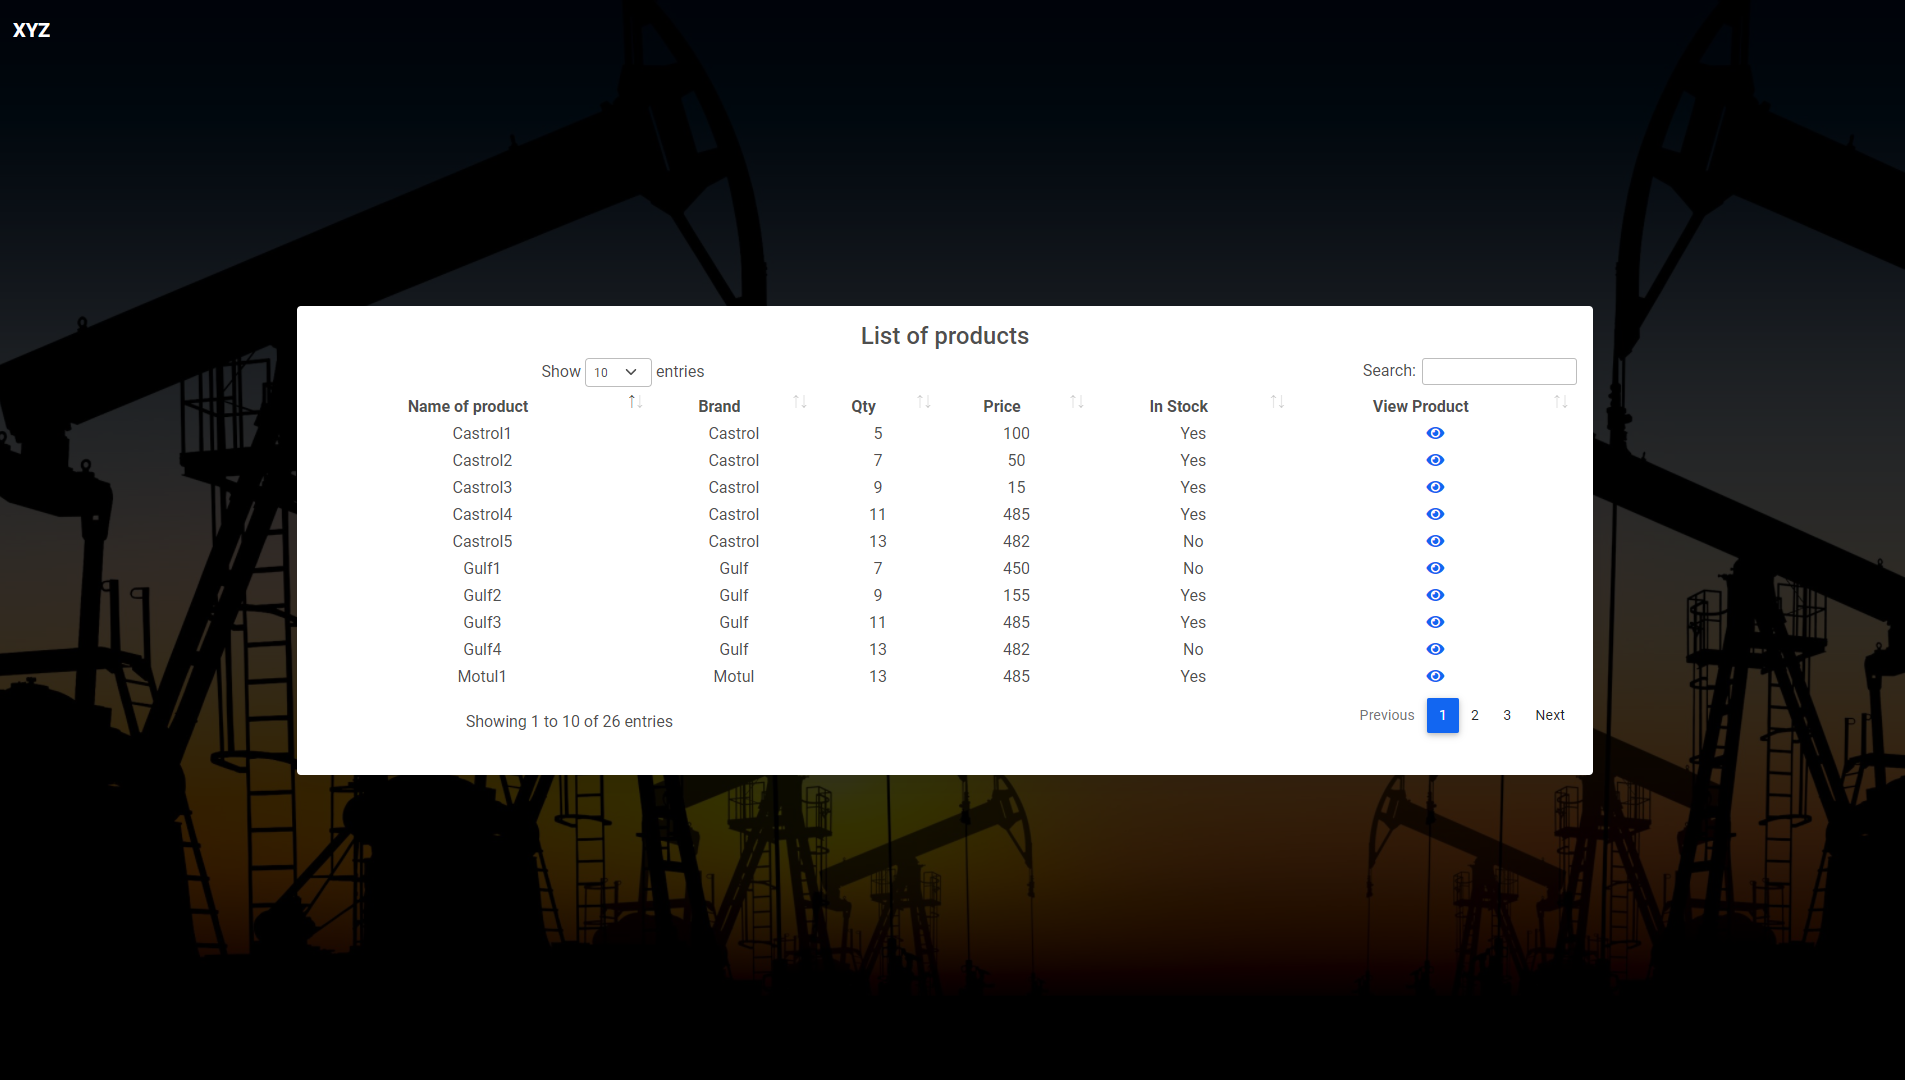 XYZ
List of products
Show 10 entries Search:
Name of product Brand Qty Price In Stock View Product
Castrol1 Castrol 5 100 Yes
Castrol2 Castrol 7 50 Yes
Castrol3 Castrol 9 15 Yes
Castrol4 Castrol 11 485 Yes
Castrol5 Castrol 13 482 No
Gulf1 Gulf 7 450 No
Gulf2 Gulf 9 155 Yes
Gulf3 Gulf 11 485 Yes
Gulf4 Gulf 13 482 No
Motul1 Motul 13 485 Yes
Showing 1 to 10 of 26 entries Previous 1 2 3 Next